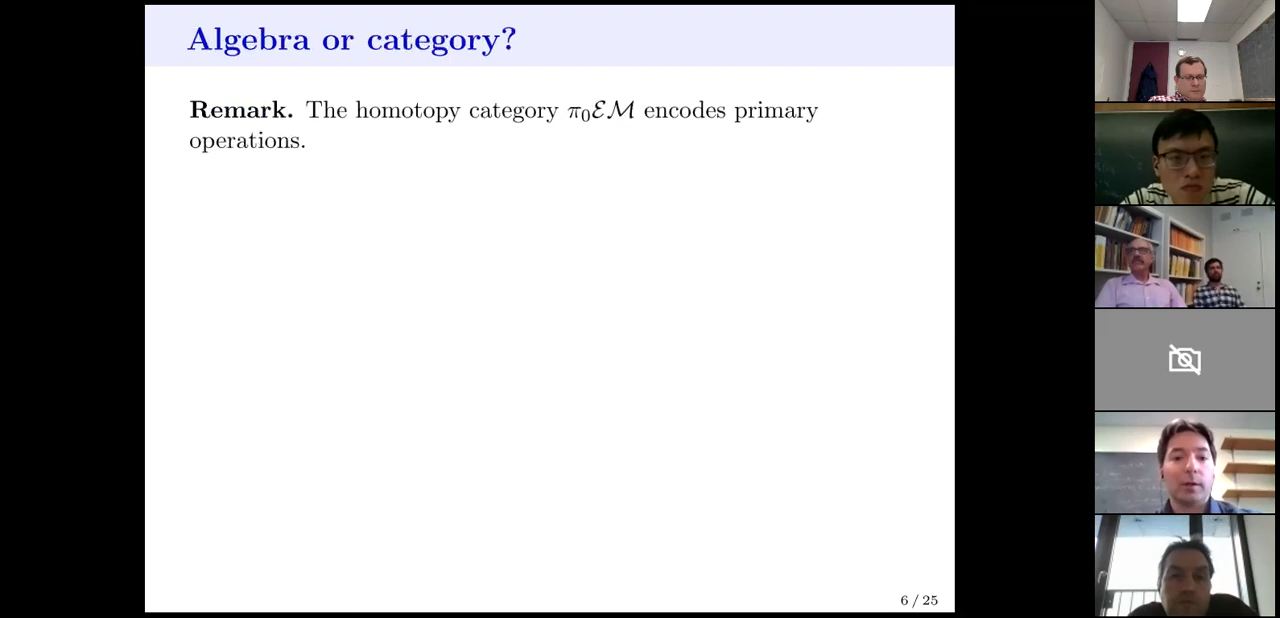 Algebra or category?
Remark. The homotopy category π₀ℰℳ encodes primary
operations.
6 / 25